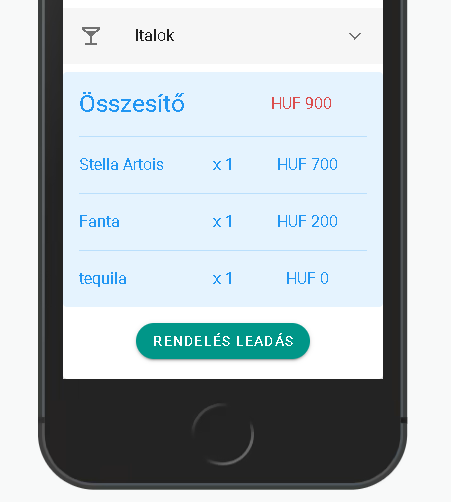 Italok
Összesítő HUF 900
Stella Artois x 1 HUF 700
Fanta x 1 HUF 200
tequila x 1 HUF 0
RENDELÉS LEADÁS